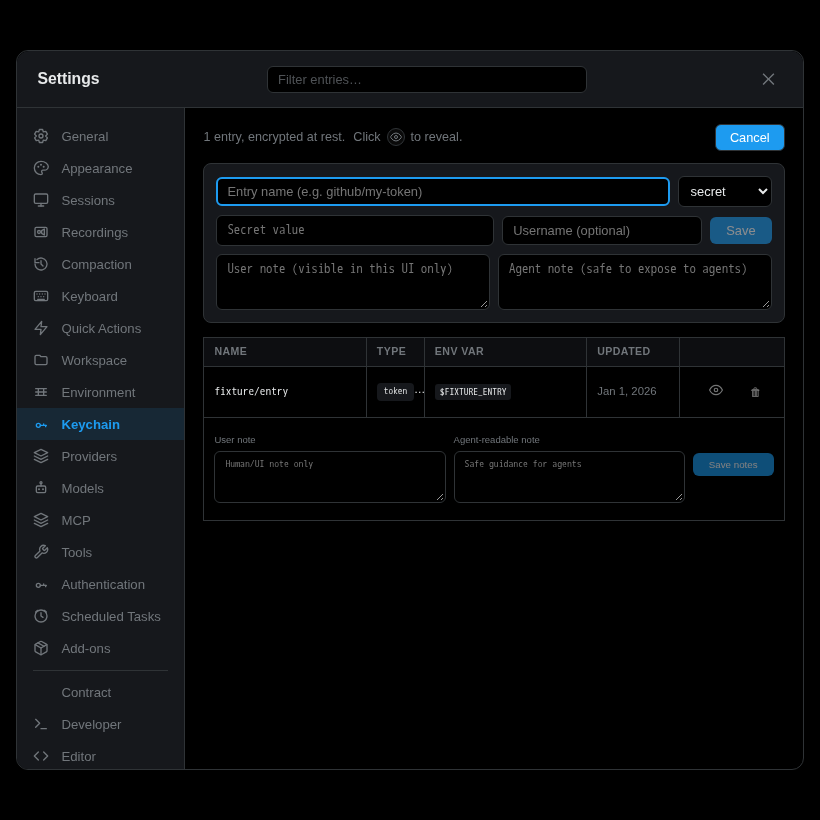 Settings
Filter entries…
General
Appearance
Sessions
Recordings
Compaction
Keyboard
Quick Actions
Workspace
Environment
Keychain
Providers
Models
MCP
Tools
Authentication
Scheduled Tasks
Add-ons
Contract
Developer
Editor
1 entry, encrypted at rest. Click to reveal.
Cancel
Entry name (e.g. github/my-token)
secret
Secret value
Username (optional)
Save
User note (visible in this UI only)
Agent note (safe to expose to agents)
NAME TYPE ENV VAR UPDATED
fixture/entry token… $FIXTURE_ENTRY Jan 1, 2026
User note
Agent-readable note
Human/UI note only
Safe guidance for agents
Save notes